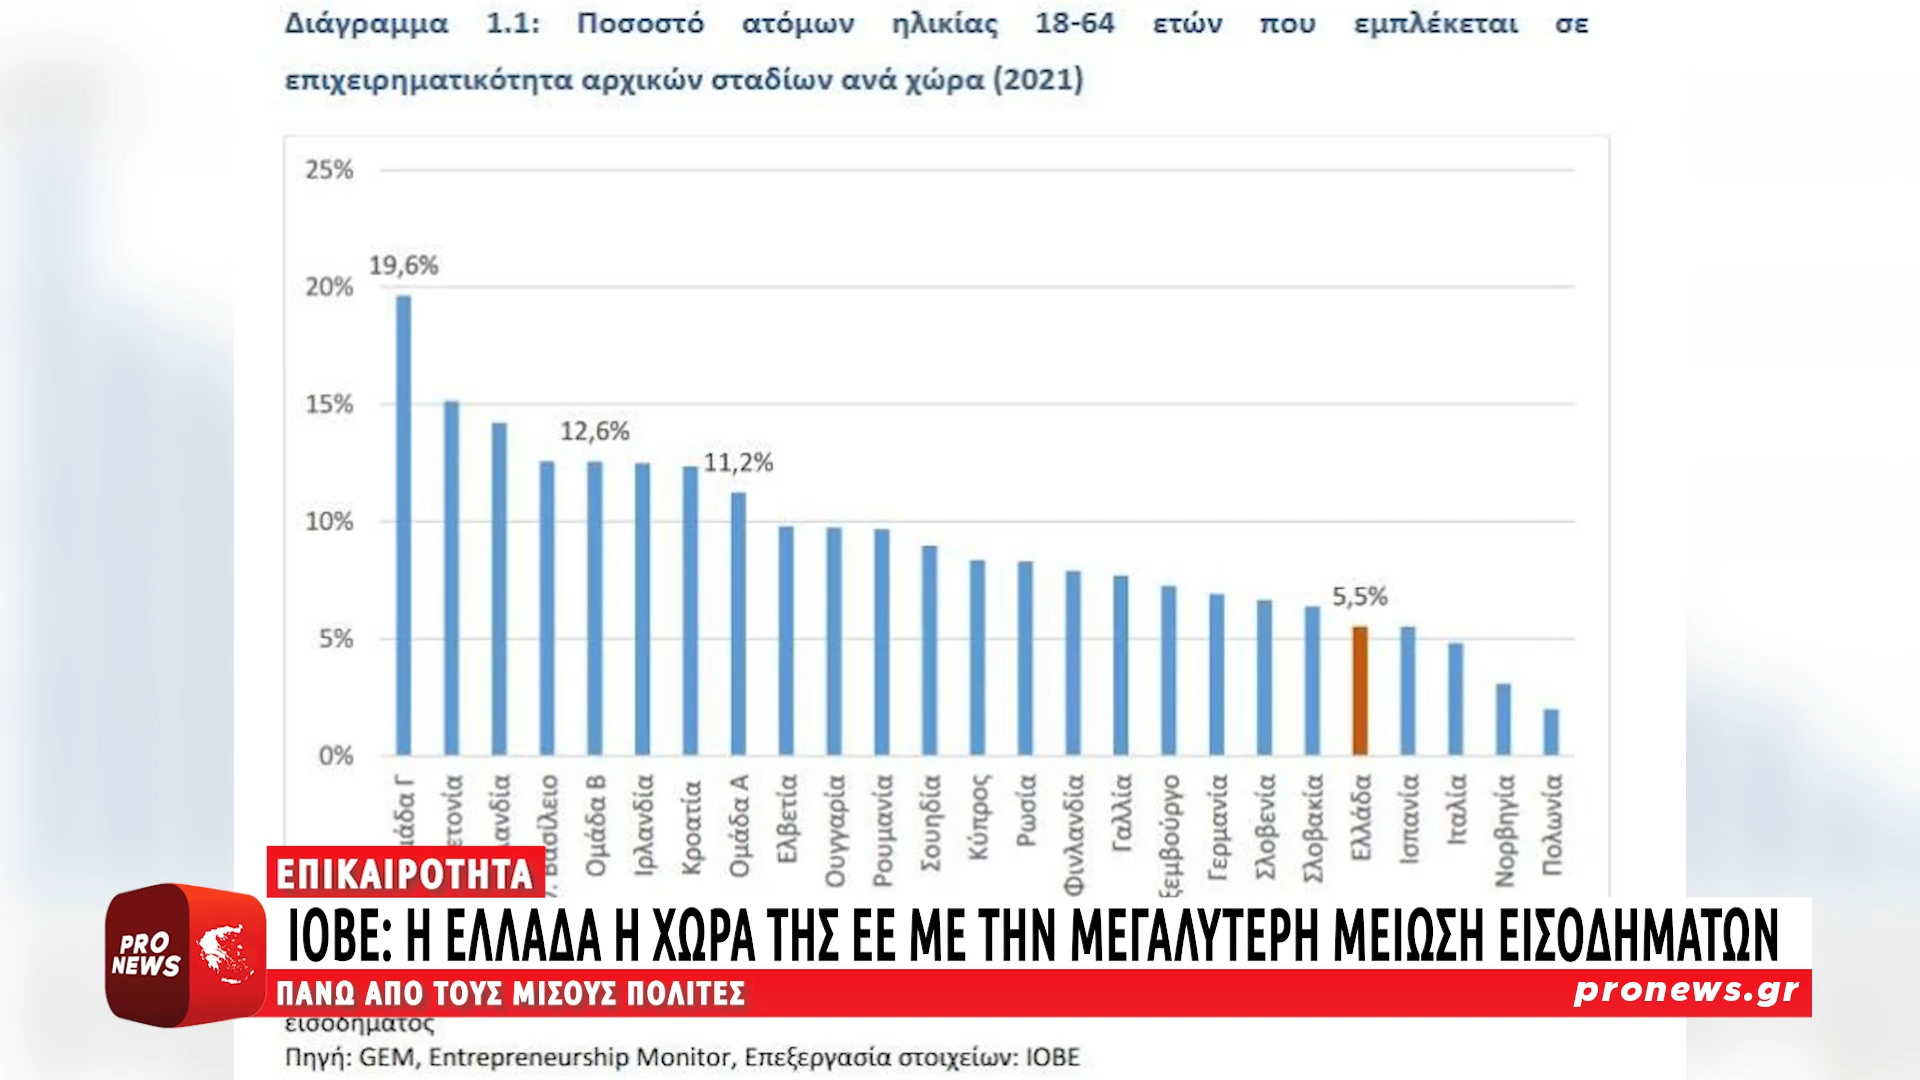 Διάγραμμα 1.1: Ποσοστό ατόμων ηλικίας 18-64 ετών που εμπλέκεται σε
επιχειρηματικότητα αρχικών σταδίων ανά χώρα (2021)
25%
20%
15%
10%
5%
0%
19,6%
12,6%
11,2%
5,5%
Ομάδα Β
Ιρλανδία
Κροατία
Ομάδα Α
Ελβετία
Ουγγαρία
Ρουμανία
Σουηδία
Κύπρος
Ρωσία
Φινλανδία
Γαλλία
Γερμανία
Σλοβενία
Σλοβακία
Ελλάδα
Ισπανία
Ιταλία
Νορβηγία
Πολωνία
ΕΠΙΚΑΙΡΟΤΗΤΑ
PRO
NEWS
ΙΟΒΕ: Η ΕΛΛΑΔΑ Η ΧΩΡΑ ΤΗΣ ΕΕ ΜΕ ΤΗΝ ΜΕΓΑΛΥΤΕΡΗ ΜΕΙΩΣΗ ΕΙΣΟΔΗΜΑΤΩΝ
ΠΑΝΩ ΑΠΟ ΤΟΥΣ ΜΙΣΟΥΣ ΠΟΛΙΤΕΣ
pronews.gr
εισοδήματος
Πηγή: GEM, Entrepreneurship Monitor, Επεξεργασία στοιχείων: ΙΟΒΕ